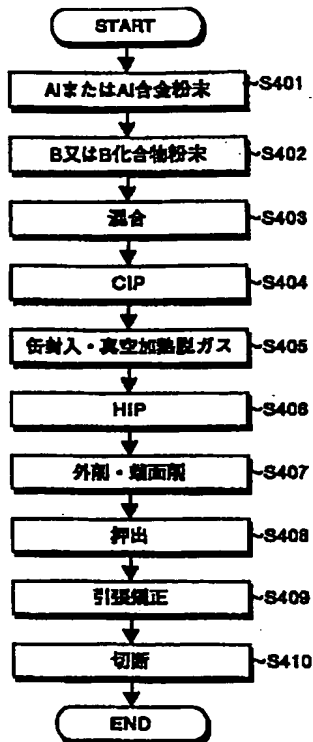 START
AlまたはAl合金粉末
S401
B又はB化合物粉末
S402
混合
S403
CIP
S404
缶封入・真空加熱脱ガス
S405
HIP
S406
外削・端面削
S407
押出
S408
引張矯正
S409
切断
S410
END